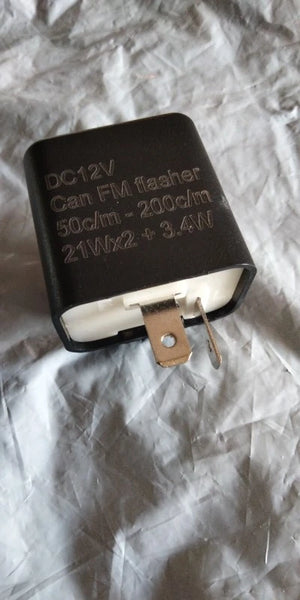 DC12V
Can FM flasher
50c/m - 200c/m
21Wx2 + 3.4W